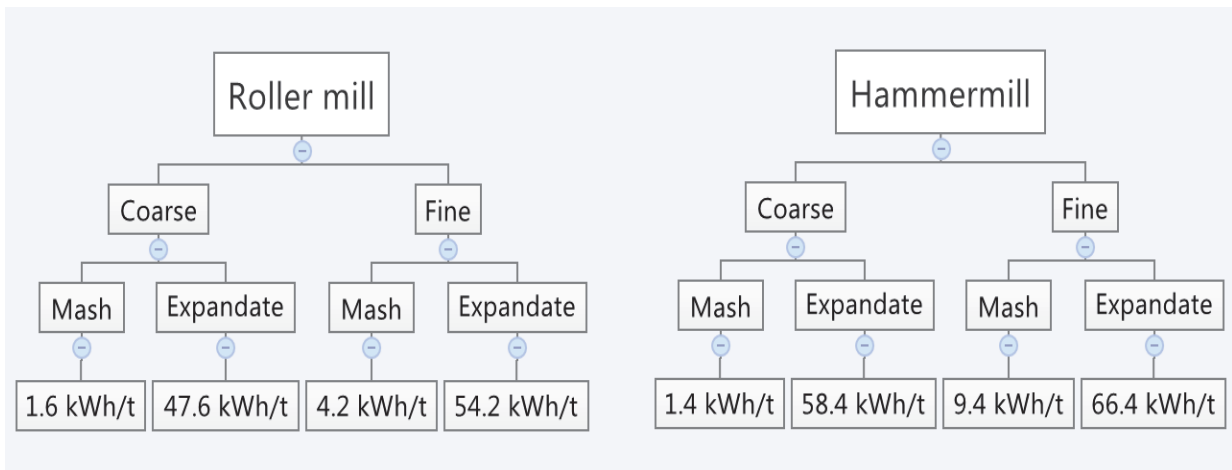 Roller mill
Coarse
Fine
Mash
Expandate
Mash
Expandate
1.6 kWh/t
47.6 kWh/t
4.2 kWh/t
54.2 kWh/t
Hammermill
Coarse
Fine
Mash
Expandate
Mash
Expandate
1.4 kWh/t
58.4 kWh/t
9.4 kWh/t
66.4 kWh/t